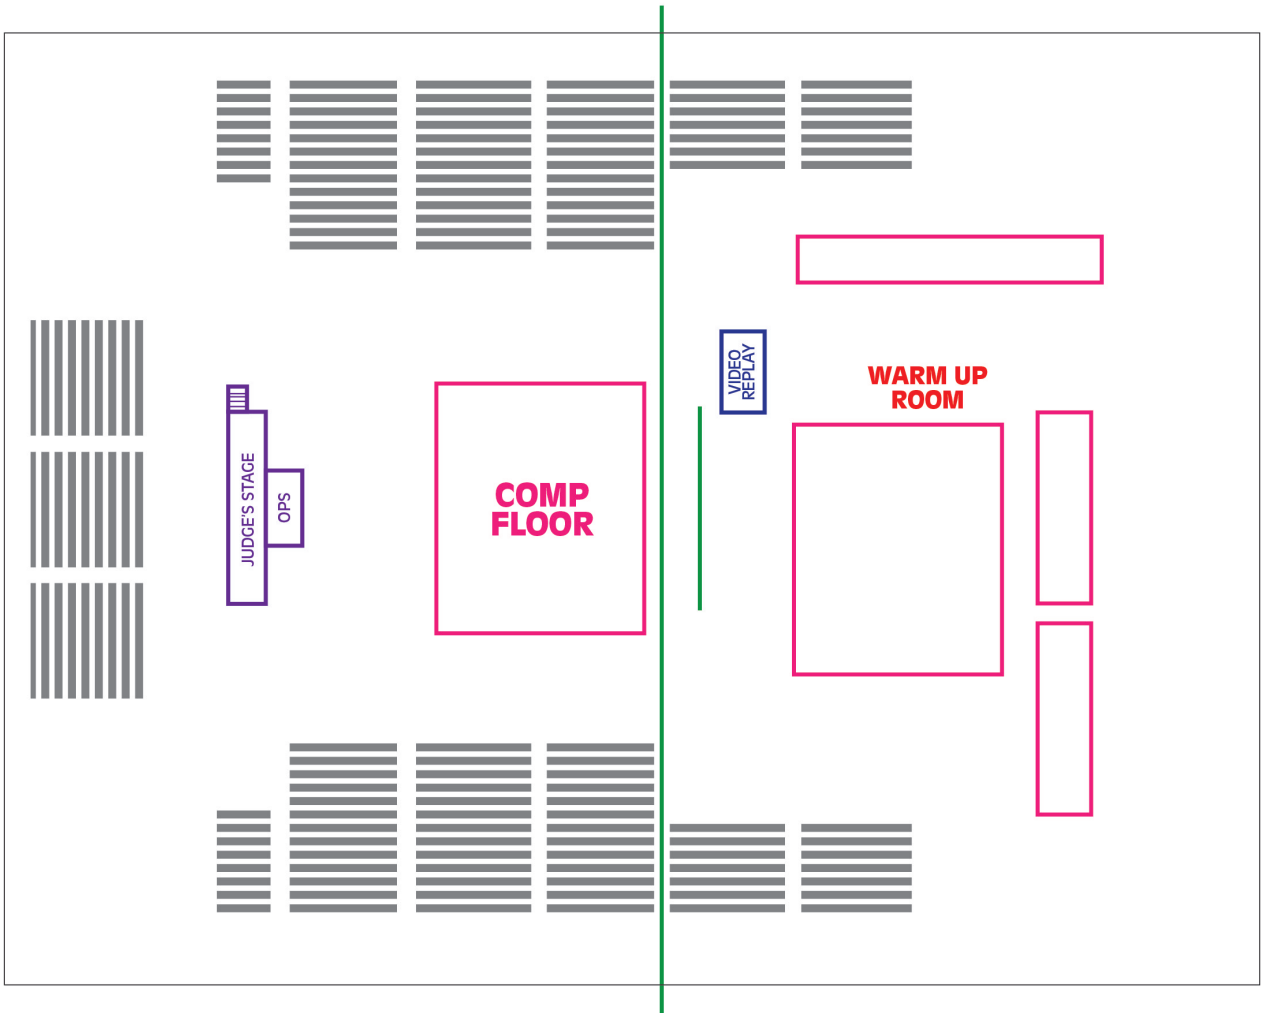 JUDGE'S STAGE
OPS
COMP
FLOOR
VIDEO
REPLAY
WARM UP
ROOM